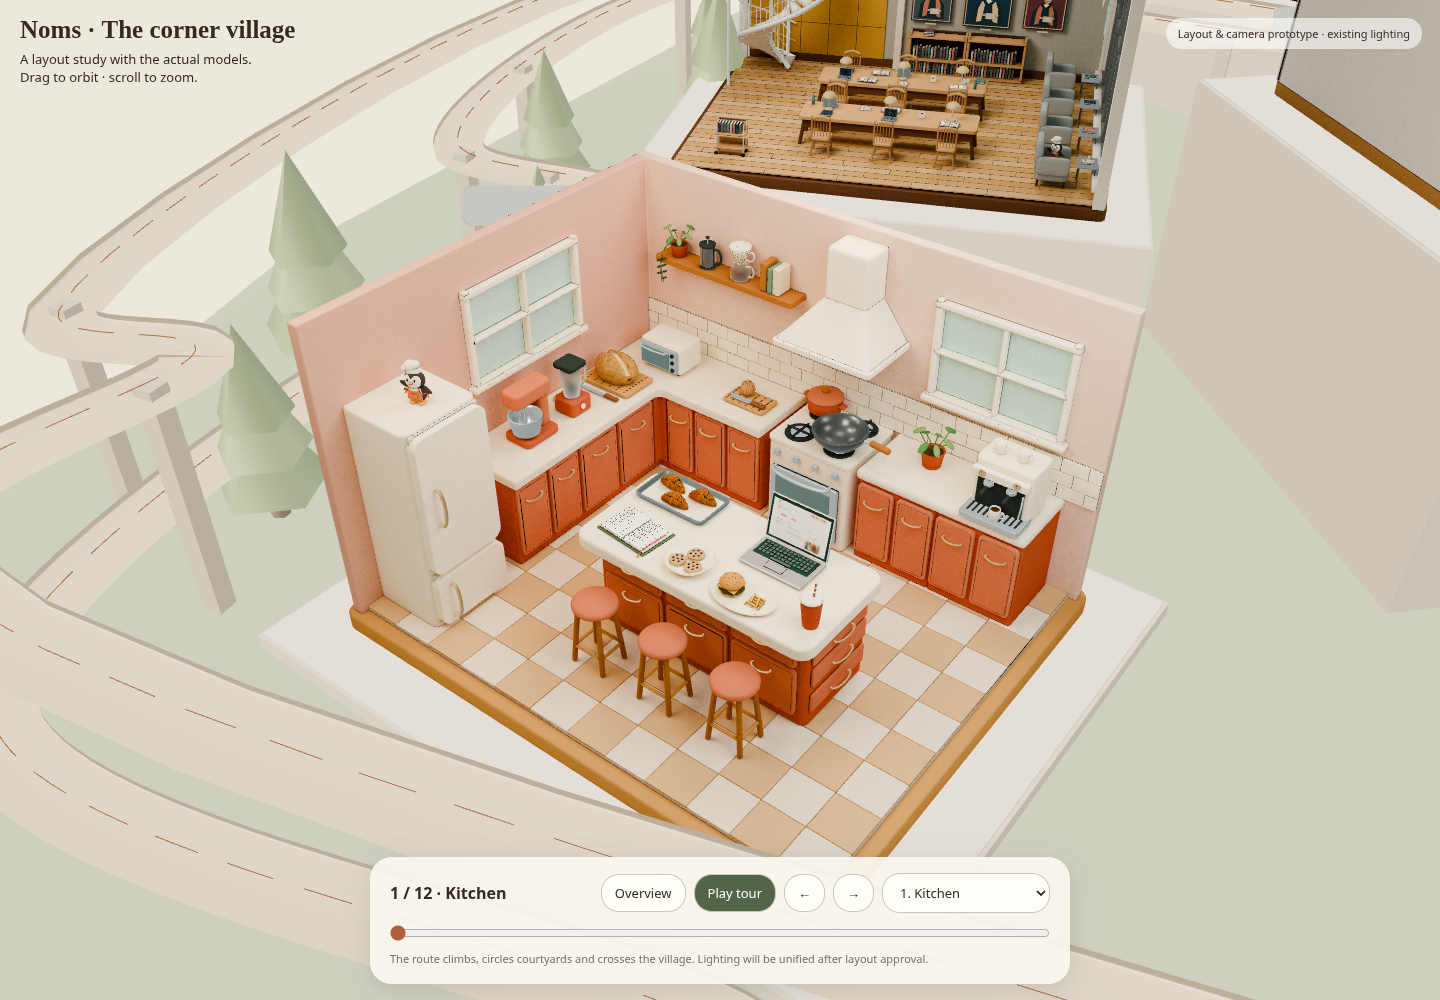 Noms · The corner village
A layout study with the actual models.
Drag to orbit · scroll to zoom.
Layout & camera prototype · existing lighting
1 / 12 · Kitchen
Overview
Play tour
←
→
1. Kitchen
The route climbs, circles courtyards and crosses the village. Lighting will be unified after layout approval.